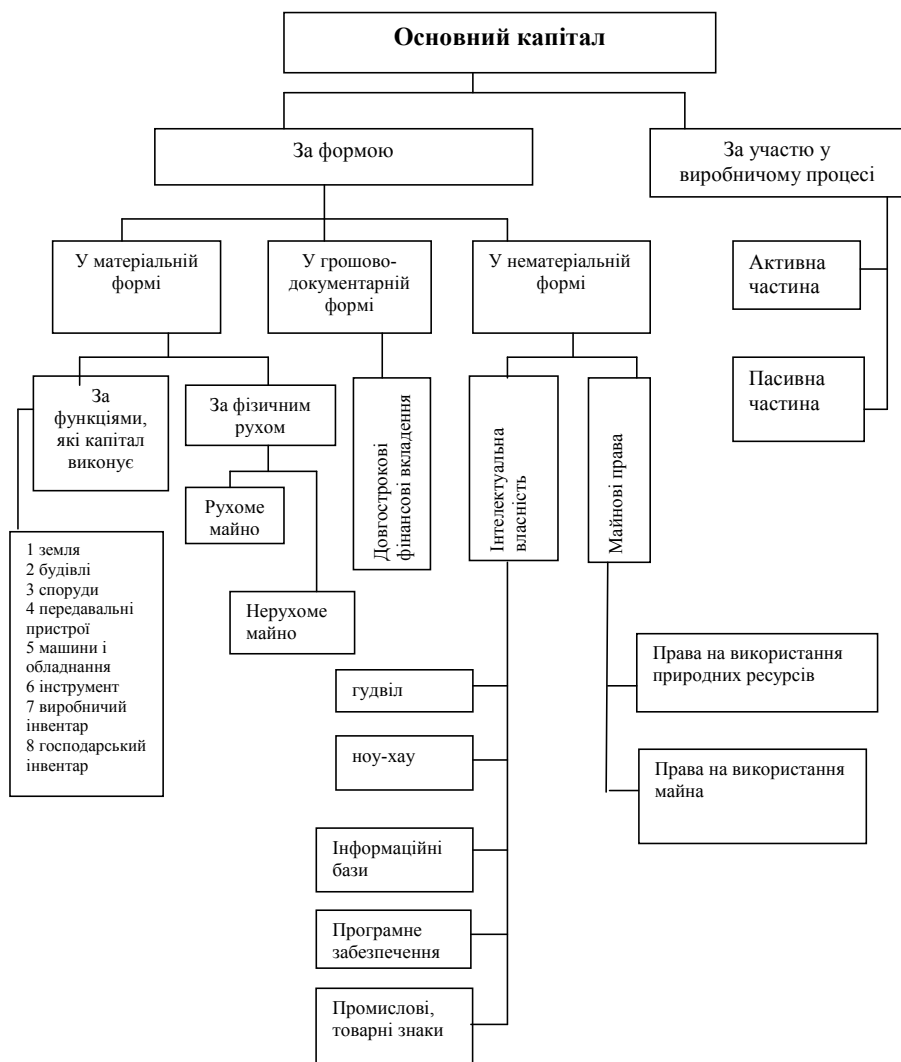 Основний капітал
За формою
За участю у
виробничому процесі
У матеріальній
формі
У грошово-
документарній
формі
У нематеріальній
формі
Активна
частина
Пасивна
частина
За
функціями,
які капітал
виконує
За фізичним
рухом
Рухоме
майно
Нерухоме
майно
Довгострокові
фінансові вкладення
Інтелектуальна
власність
Майнові права
1 земля
2 будівлі
3 споруди
4 передавальні
пристрої
5 машини і
обладнання
6 інструмент
7 виробничий
інвентар
8 господарський
інвентар
гудвіл
ноу-хау
Інформаційні
бази
Програмне
забезпечення
Промислові,
товарні знаки
Права на використання
природних ресурсів
Права на використання
майна